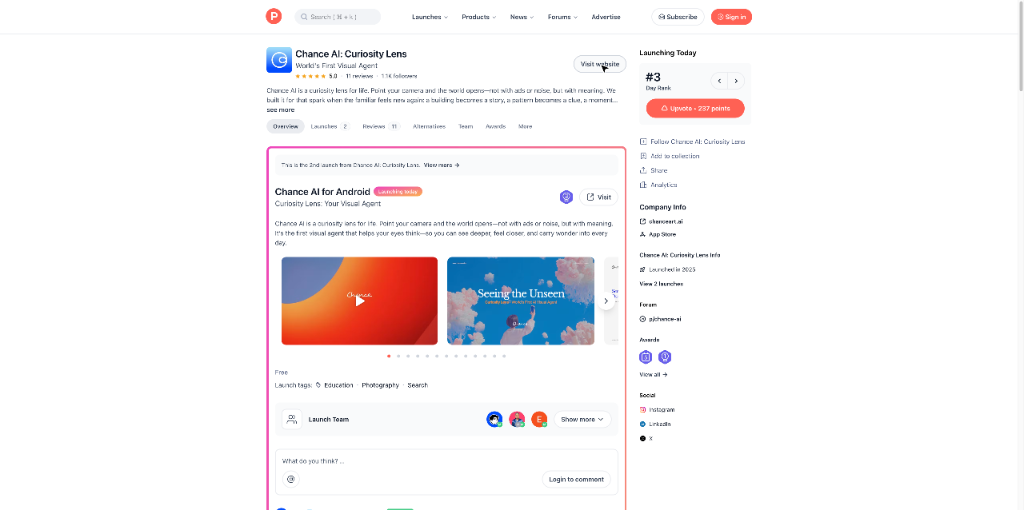 P
Search ( ⌘ + k )
Launches
Products
News
Forums
Advertise
Subscribe
Sign in
Chance AI: Curiosity Lens
World's First Visual Agent
5.0 11 reviews · 1.1K followers
Visit website
Chance AI is a curiosity lens for life. Point your camera and the world opens—not with ads or noise, but with meaning. We
built it for that spark when the familiar feels new again a building becomes a story, a pattern becomes a clue, a moment...
see more
Overview
Launches 2
Reviews 11
Alternatives
Team
Awards
More
This is the 2nd launch from Chance AI: Curiosity Lens. View more →
Chance AI for Android
Launching today
Curiosity Lens: Your Visual Agent
Visit
Chance AI is a curiosity lens for life. Point your camera and the world opens—not with ads or noise, but with meaning.
It's the first visual agent that helps your eyes think—so you can see deeper, feel closer, and carry wonder into every
day.
Chance
Seeing the Unseen
Chance
Free
Launch tags: Education · Photography · Search
Launch Team
E
Show more
What do you think? ...
@
Login to comment
Launching Today
#3
Day Rank
Upvote • 237 points
Follow Chance AI: Curiosity Lens
Add to collection
Share
Analytics
Company Info
chanceart.ai
App Store
Chance AI: Curiosity Lens Info
Launched in 2025
View 2 launches
Forum
p/chance-ai
Awards
View all →
Social
Instagram
LinkedIn
X